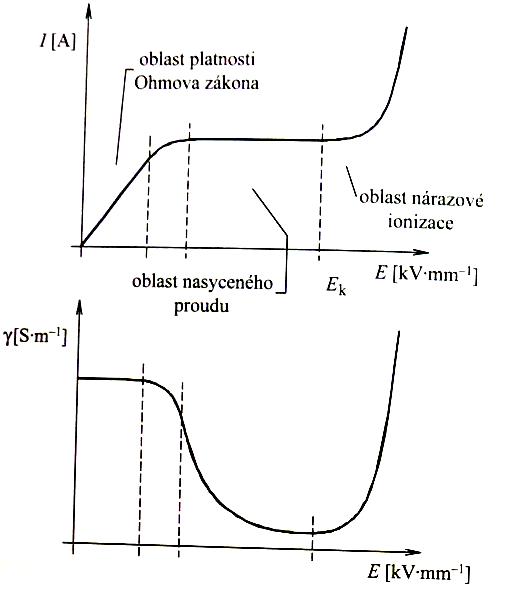 I [A]
oblast platnosti
Ohmova zákona
oblast nárazové
ionizace
oblast nasyceného
proudu
E_k
E [kV·mm⁻¹]
γ[S·m⁻¹]
E [kV·mm⁻¹]